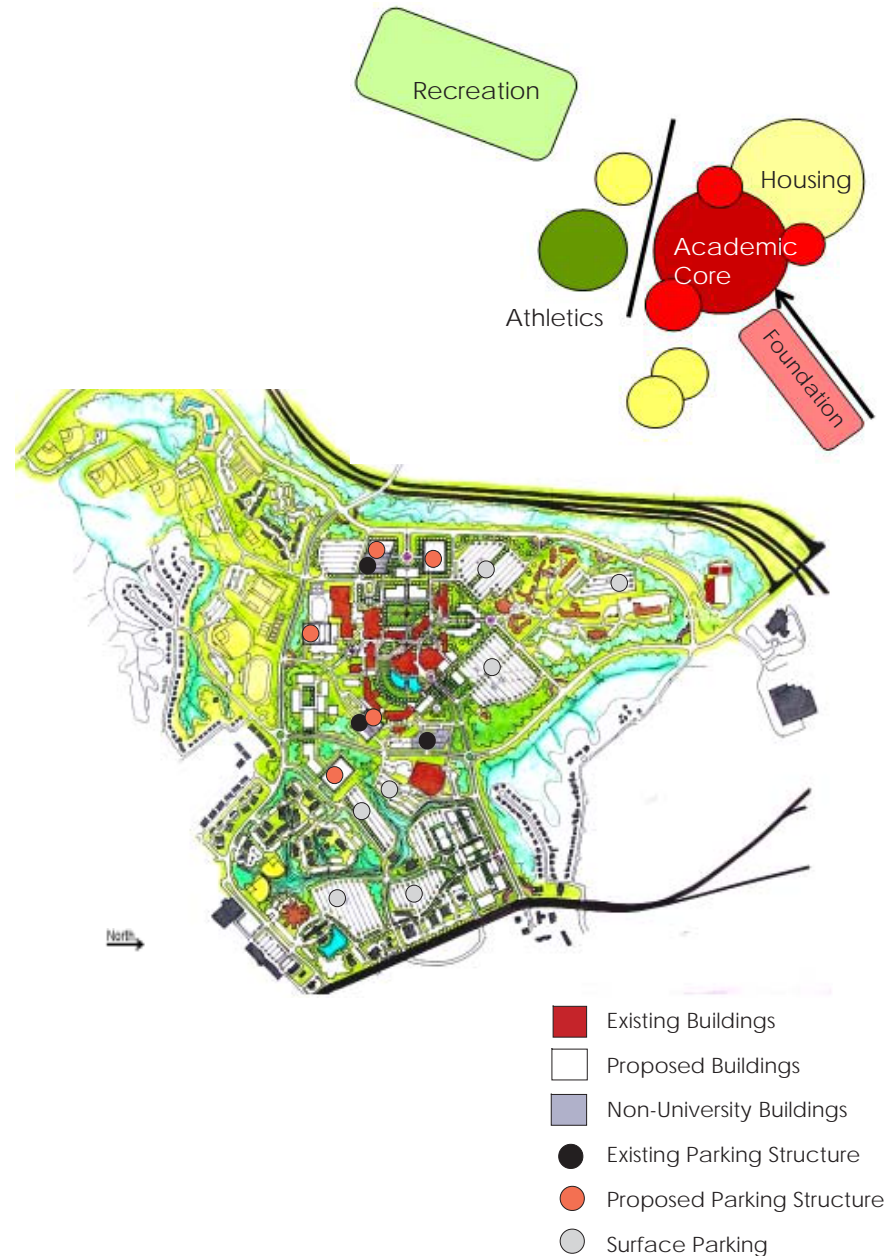 Recreation
Housing
Academic
Core
Athletics
Foundation
North
Existing Buildings
Proposed Buildings
Non-University Buildings
Existing Parking Structure
Proposed Parking Structure
Surface Parking